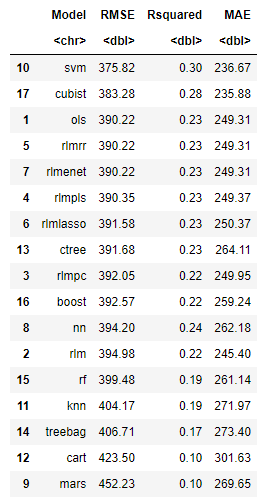 Model RMSE Rsquared MAE
<chr> <dbl> <dbl> <dbl>
10 svm 375.82 0.30 236.67
17 cubist 383.28 0.28 235.88
1 ols 390.22 0.23 249.31
5 rlmrr 390.22 0.23 249.31
7 rlmenet 390.22 0.23 249.31
4 rlmpls 390.35 0.23 249.37
6 rlmlasso 391.58 0.23 250.37
13 ctree 391.68 0.23 264.11
3 rlmpc 392.05 0.22 249.95
16 boost 392.57 0.22 259.24
8 nn 394.20 0.24 262.18
2 rlm 394.98 0.22 245.40
15 rf 399.48 0.19 261.14
11 knn 404.17 0.19 271.97
14 treebag 406.71 0.17 273.40
12 cart 423.50 0.10 301.63
9 mars 452.23 0.10 269.65